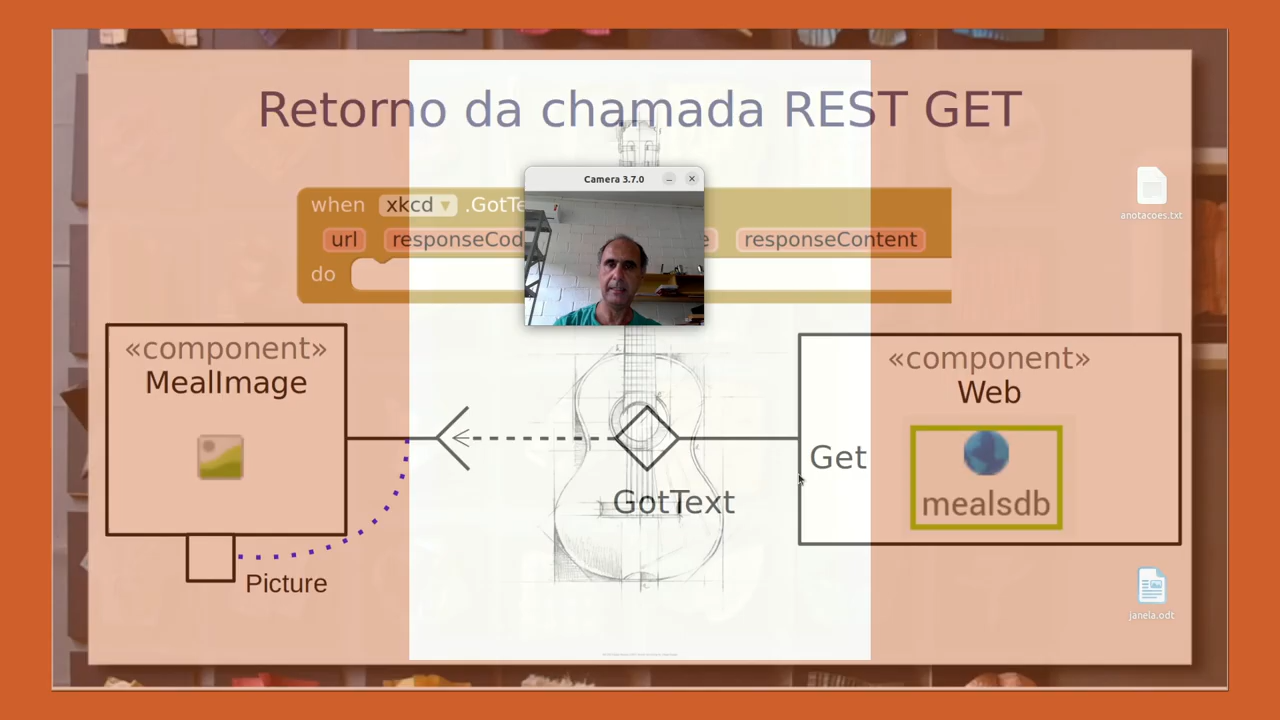 Retorno da chamada REST GET
Camera 3.7.0
when xkcd ▼ .GotTe
url responseCod e responseContent
do
anotacoes.txt
«component»
MealImage
«component»
Web
Get
mealsdb
GotText
Picture
janela.odt